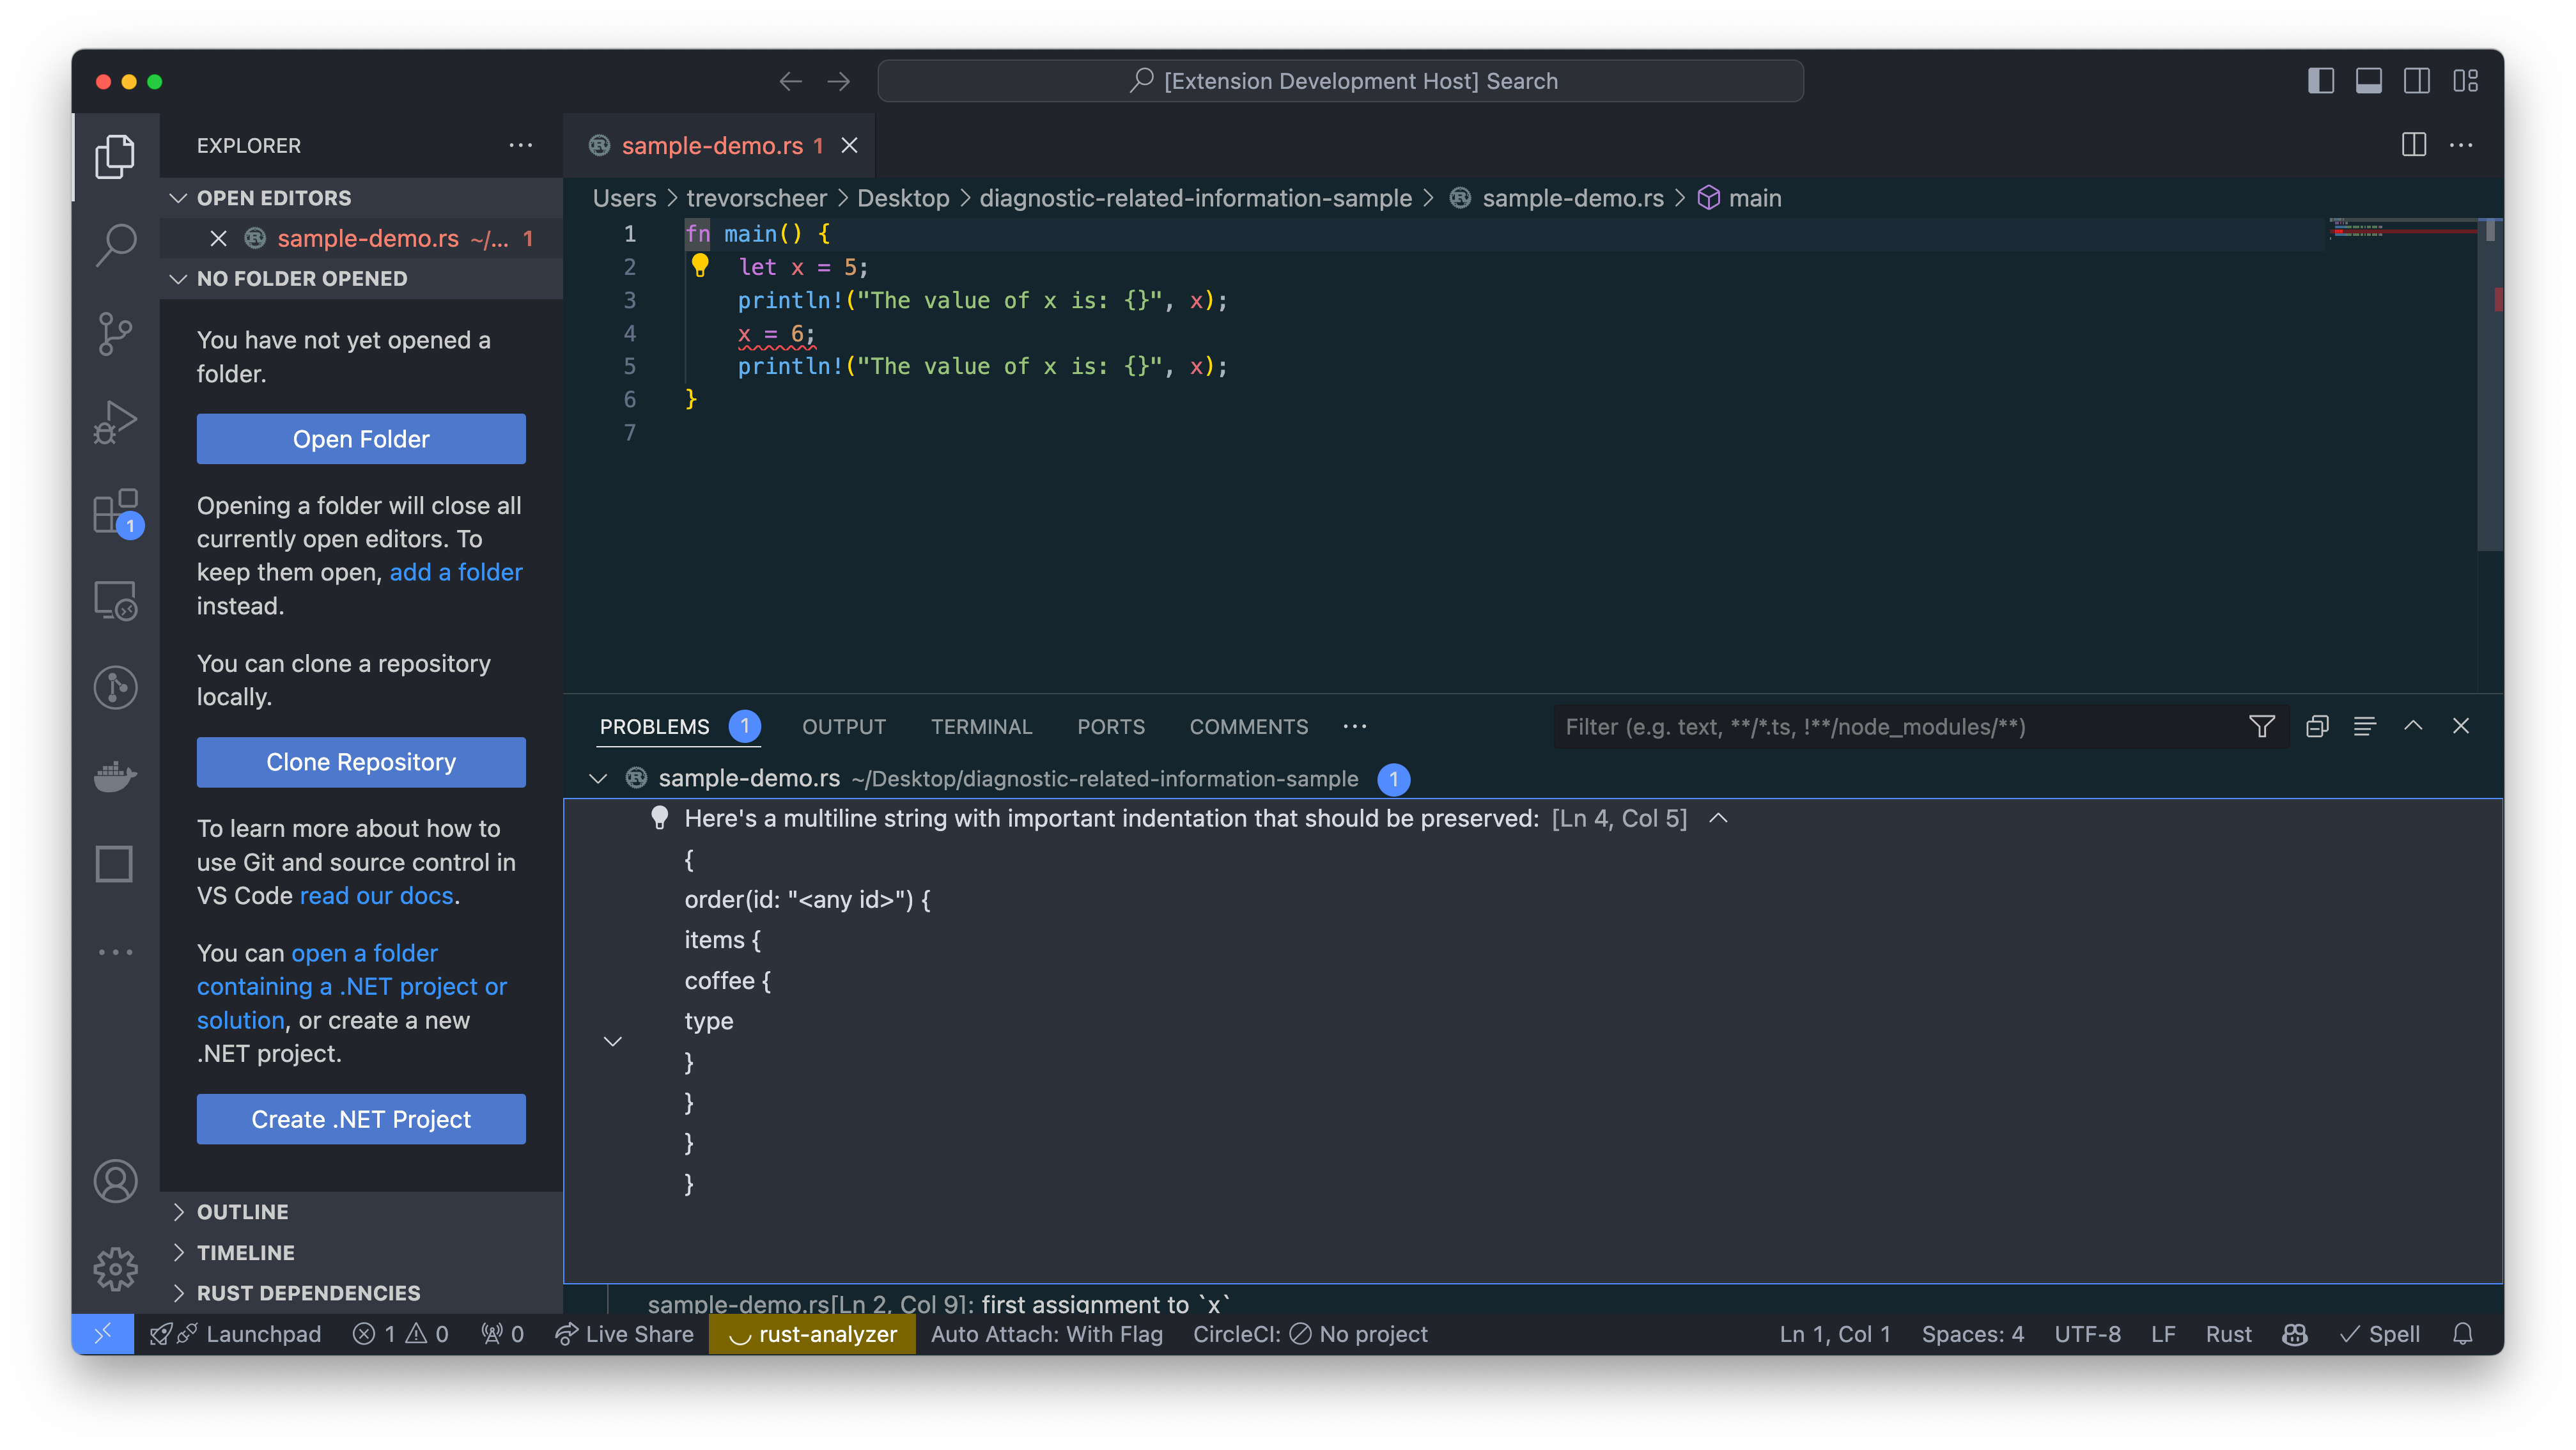 [Extension Development Host] Search
EXPLORER
OPEN EDITORS
sample-demo.rs ~/... 1
NO FOLDER OPENED
You have not yet opened a
folder.
Open Folder
Opening a folder will close all
currently open editors. To
keep them open, add a folder
instead.
You can clone a repository
locally.
Clone Repository
To learn more about how to
use Git and source control in
VS Code read our docs.
You can open a folder
containing a .NET project or
solution, or create a new
.NET project.
Create .NET Project
OUTLINE
TIMELINE
RUST DEPENDENCIES
1
sample-demo.rs 1
Users > trevorscheer > Desktop > diagnostic-related-information-sample > sample-demo.rs > main
1 fn main() {
2     let x = 5;
3     println!("The value of x is: {}", x);
4     x = 6;
5     println!("The value of x is: {}", x);
6 }
7
PROBLEMS 1 OUTPUT TERMINAL PORTS COMMENTS ··· Filter (e.g. text, **/*.ts, !**/node_modules/**)
sample-demo.rs ~/Desktop/diagnostic-related-information-sample 1
Here's a multiline string with important indentation that should be preserved: [Ln 4, Col 5]
{
order(id: "<any id>") {
items {
coffee {
type
}
}
}
}
sample-demo.rs[Ln 2, Col 9]: first assignment to `x`
Launchpad 1 0 0 Live Share rust-analyzer Auto Attach: With Flag CircleCI: No project Ln 1, Col 1 Spaces: 4 UTF-8 LF Rust Spell